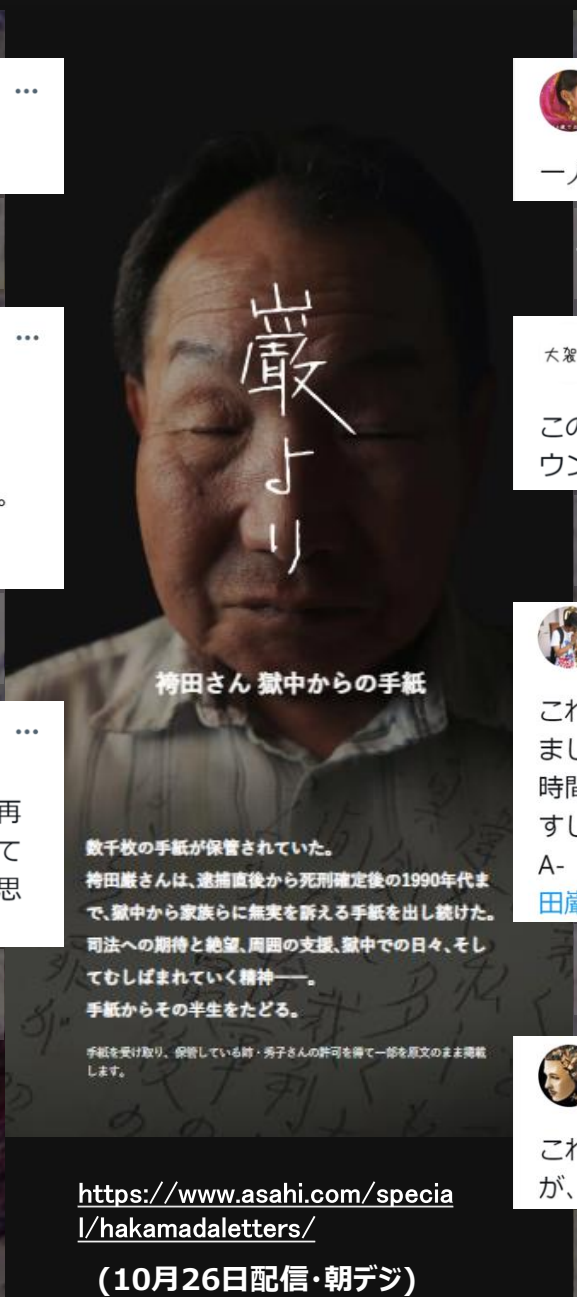 巖
よ
り
袴田さん 獄中からの手紙
数千枚の手紙が保管されていた。
袴田巖さんは、逮捕直後から死刑確定後の1990年代ま
で、獄中から家族らに無実を訴える手紙を出し続けた。
司法への期待と絶望、周囲の支援、獄中での日々、そし
てむしばまれていく精神――。
手紙からその半生をたどる。
手紙を受け取り、保管している姉・秀子さんの許可を得て一部を原文のまま掲載
します。
https://www.asahi.com/specia
l/hakamadaletters/
(10月26日配信・朝デジ)
。
再
て
思
一人
大袈
この
ウン
これ
まし
時間
すし
A-
田巖
これ
が、